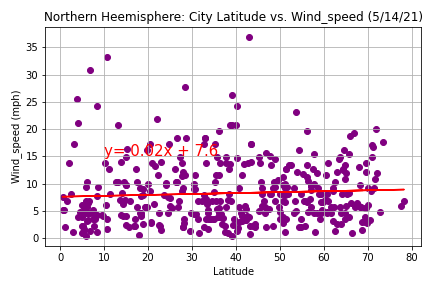 Northern Heemisphere: City Latitude vs. Wind_speed (5/14/21)
35
30
25
20
15
10
5
0
Wind_speed (mph)
y= 0.02x + 7.6
0 10 20 30 40 50 60 70 80
Latitude